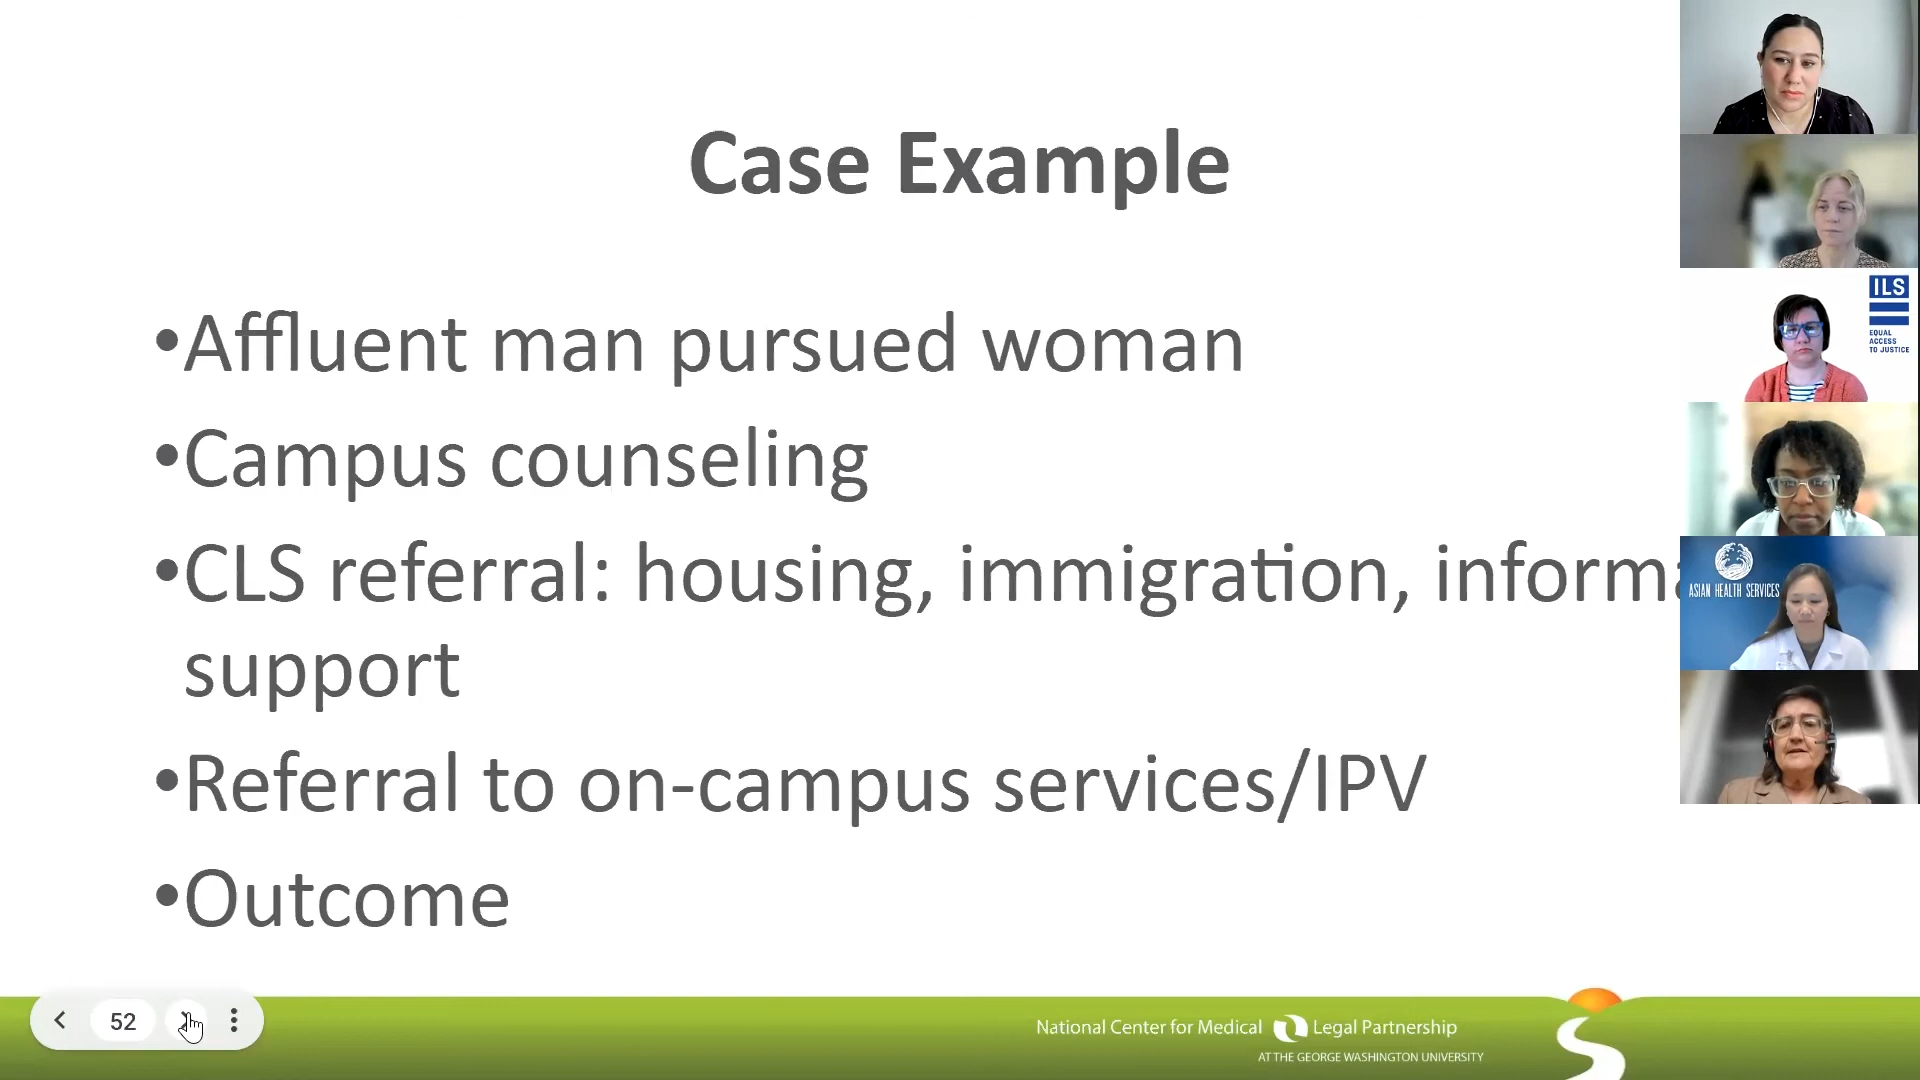 Case Example
•Affluent man pursued woman
•Campus counseling
•CLS referral: housing, immigration,
support
•Referral to on-campus services/IPV
•Outcome
52
National Center for Medical Legal Partnership
AT THE GEORGE WASHINGTON UNIVERSITY
ILS
EQUAL
ACCESS
TO JUSTICE
ASIAN HEALTH SERVICES